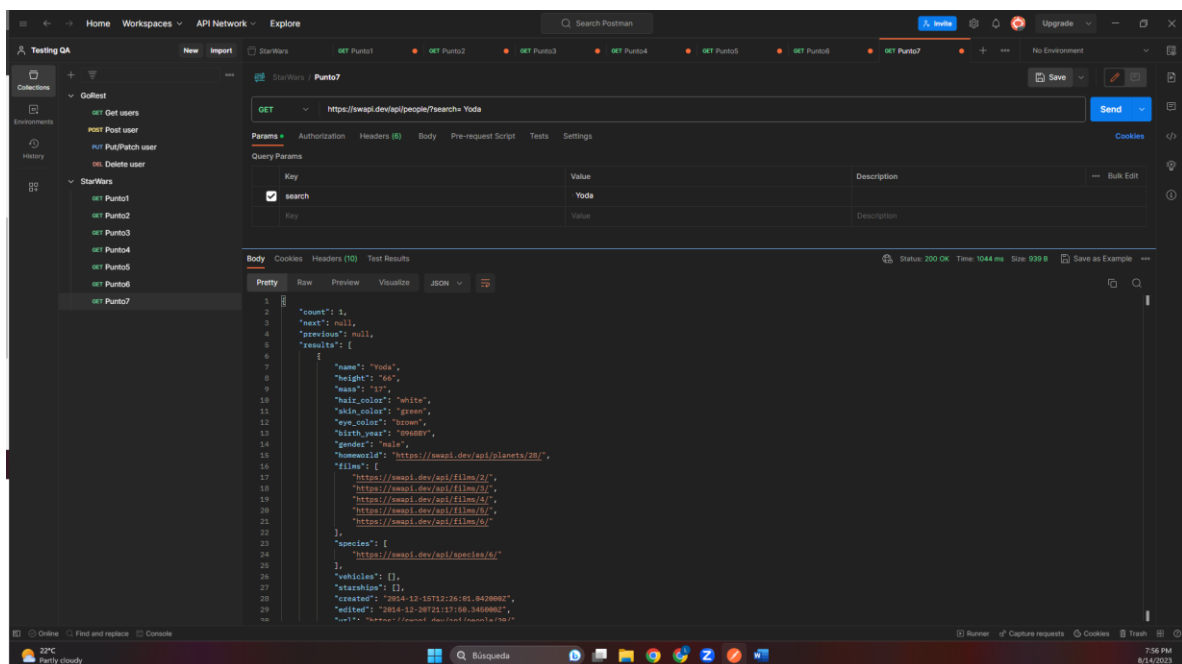 Home Workspaces API Network Explore Search Postman Invite Upgrade
Testing QA New Import StarWars GET Punto1 GET Punto2 GET Punto3 GET Punto4 GET Punto5 GET Punto6 GET Punto7 No Environment
Collections
Environments
History
GoRest
GET Get users
POST Post user
PUT Put/Patch user
DEL Delete user
StarWars
GET Punto1
GET Punto2
GET Punto3
GET Punto4
GET Punto5
GET Punto6
GET Punto7
StarWars / Punto7 Save
GET https://swapi.dev/api/people/?search= Yoda Send
Params Authorization Headers (6) Body Pre-request Script Tests Settings Cookies
Query Params
Key Value Description Bulk Edit
search Yoda
Key Value Description
Body Cookies Headers (10) Test Results Status: 200 OK Time: 1044 ms Size: 939 B Save as Example
Pretty Raw Preview Visualize JSON
1 {
2 "count": 1,
3 "next": null,
4 "previous": null,
5 "results": [
6 {
7 "name": "Yoda",
8 "height": "66",
9 "mass": "17",
10 "hair_color": "white",
11 "skin_color": "green",
12 "eye_color": "brown",
13 "birth_year": "896BBY",
14 "gender": "male",
15 "homeworld": "https://swapi.dev/api/planets/28/",
16 "films": [
17 "https://swapi.dev/api/films/2/",
18 "https://swapi.dev/api/films/3/",
19 "https://swapi.dev/api/films/4/",
20 "https://swapi.dev/api/films/5/",
21 "https://swapi.dev/api/films/6/"
22 ],
23 "species": [
24 "https://swapi.dev/api/species/6/"
25 ],
26 "vehicles": [],
27 "starships": [],
28 "created": "2014-12-15T12:26:01.042000Z",
29 "edited": "2014-12-20T21:17:50.345000Z",
30 "url": "https://swapi.dev/api/people/20/"
Online Find and replace Console Runner Capture requests Cookies Trash
22°C
Partly cloudy
Búsqueda
7:56 PM
8/14/2023